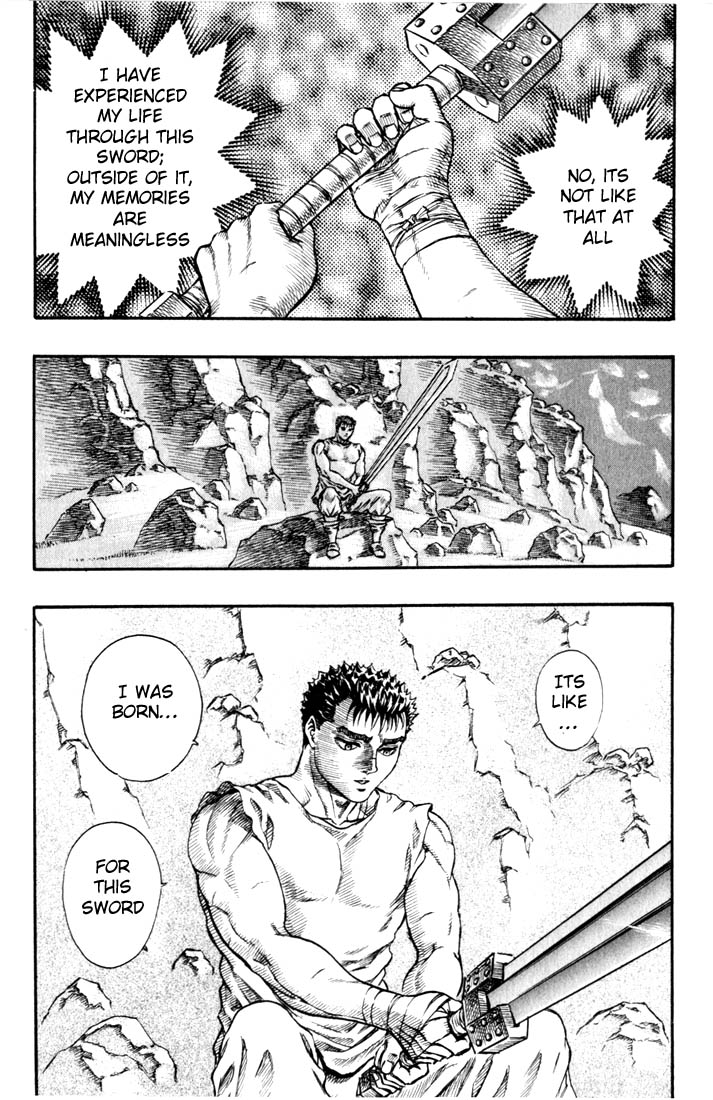 NO, ITS
NOT LIKE
THAT AT
ALL
I HAVE
EXPERIENCED
MY LIFE
THROUGH THIS
SWORD;
OUTSIDE OF IT,
MY MEMORIES
ARE
MEANINGLESS
ITS
LIKE
...
I WAS
BORN...
FOR
THIS
SWORD